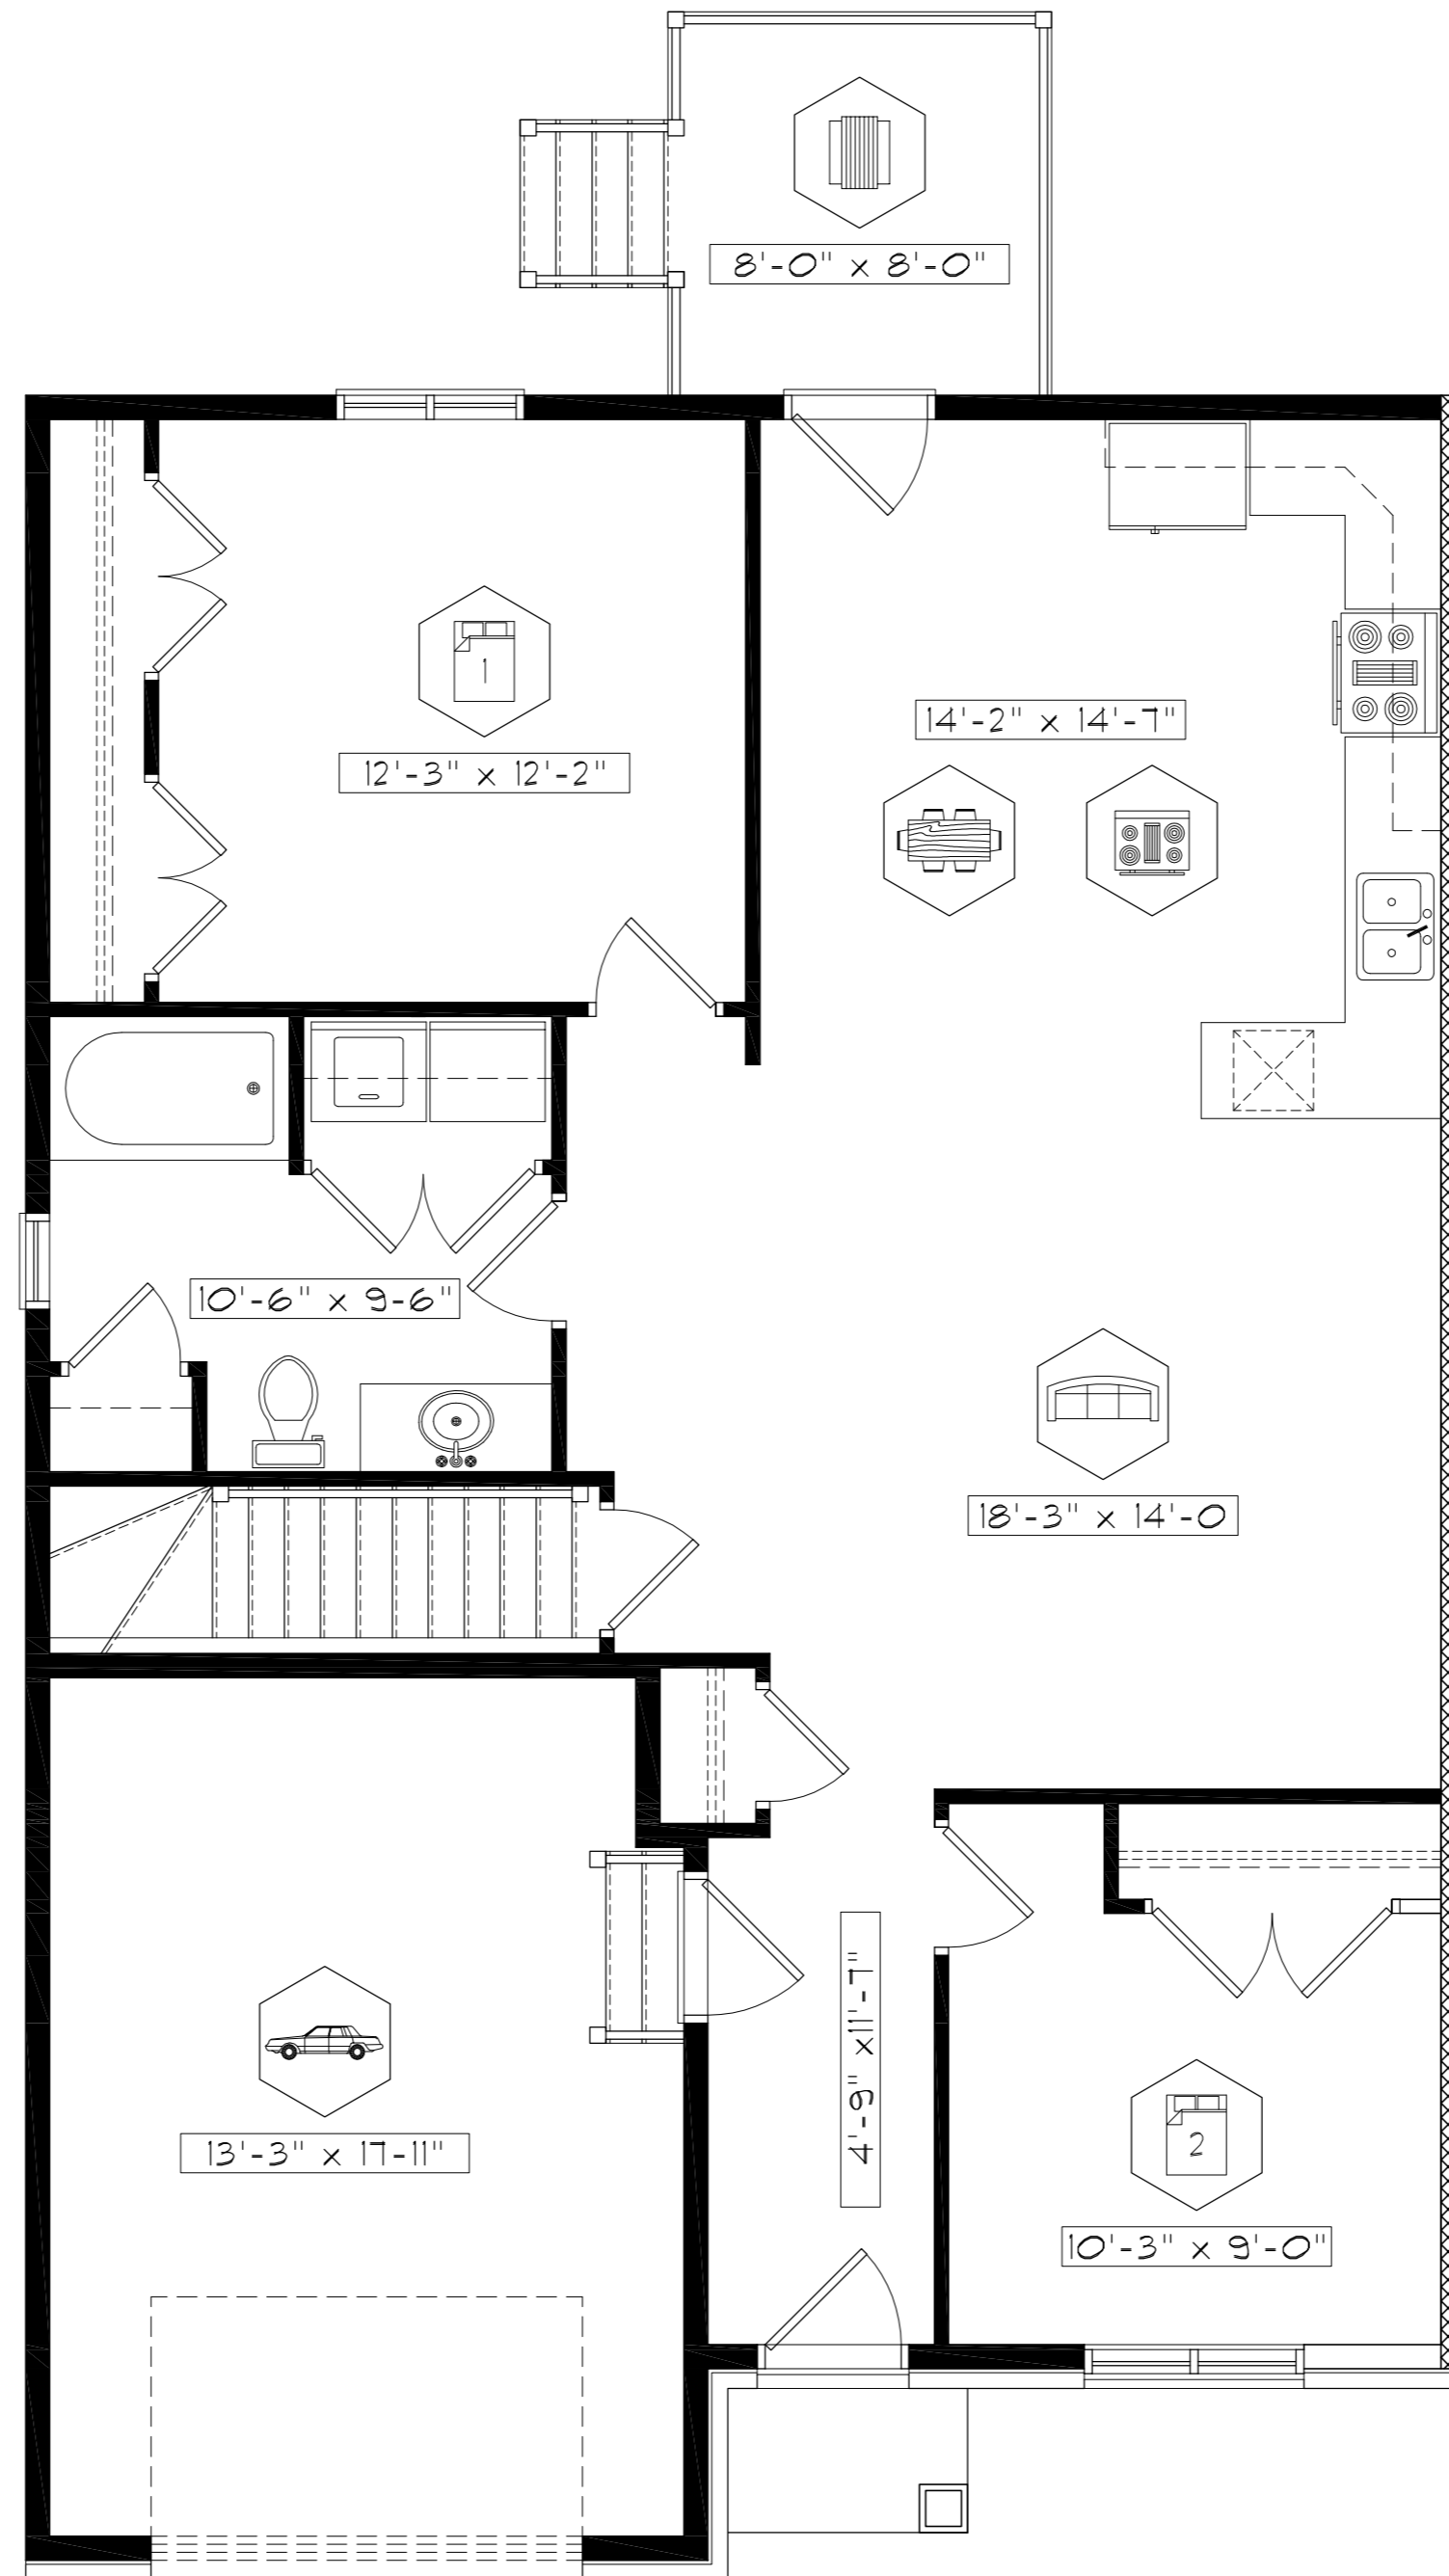 8'-0" x 8'-0"
1
12'-3" x 12'-2"
14'-2" x 14'-7"
10'-6" x 9-6"
18'-3" x 14'-0
4'-9" x11'-7"
13'-3" x 17-11"
2
10'-3" x 9'-0"